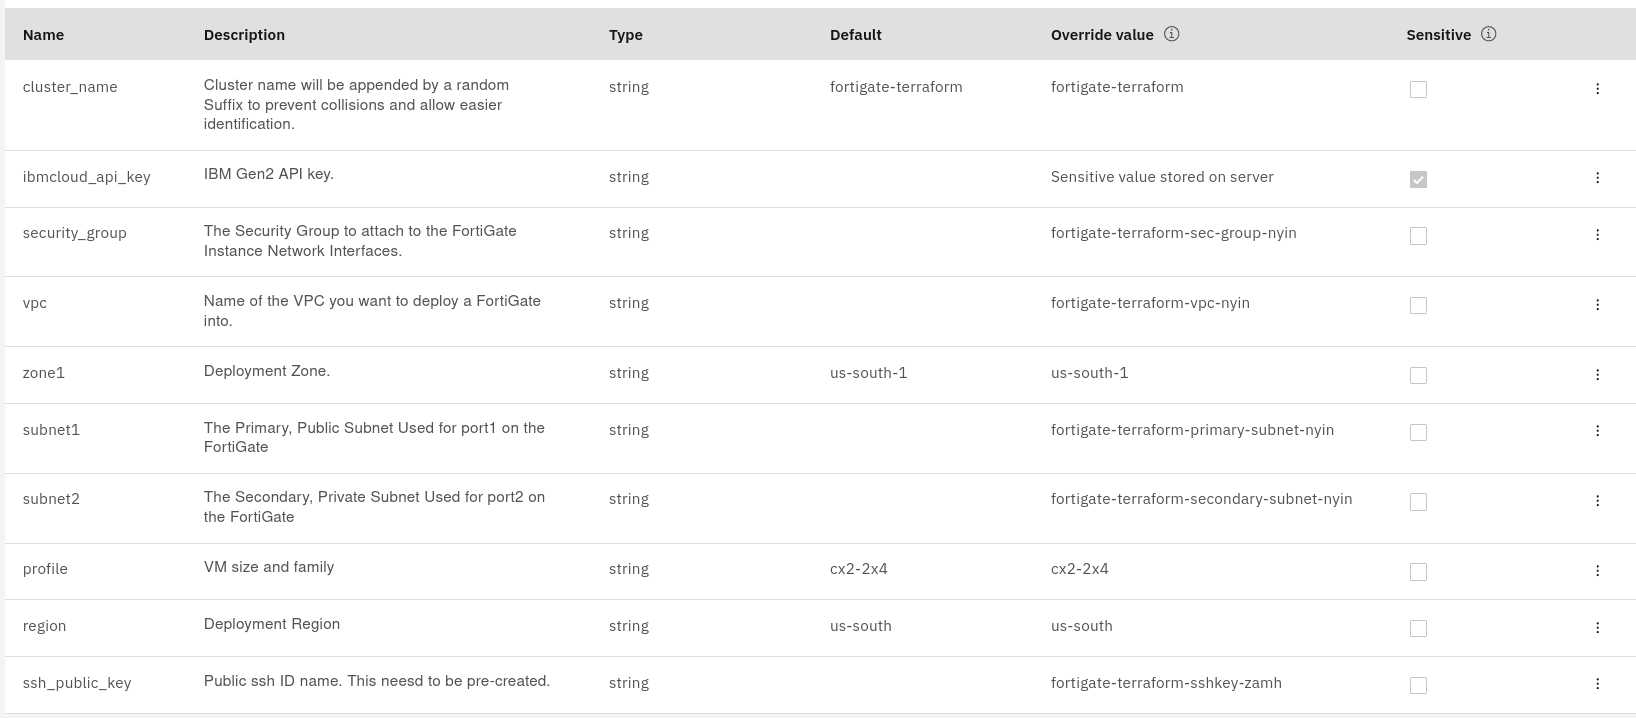 Name Description Type Default Override value Sensitive
cluster_name Cluster name will be appended by a random string fortigate-terraform fortigate-terraform
Suffix to prevent collisions and allow easier
identification.
ibmcloud_api_key IBM Gen2 API key. string Sensitive value stored on server
security_group The Security Group to attach to the FortiGate string fortigate-terraform-sec-group-nyin
Instance Network Interfaces.
vpc Name of the VPC you want to deploy a FortiGate string fortigate-terraform-vpc-nyin
into.
zone1 Deployment Zone. string us-south-1 us-south-1
subnet1 The Primary, Public Subnet Used for port1 on the string fortigate-terraform-primary-subnet-nyin
FortiGate
subnet2 The Secondary, Private Subnet Used for port2 on string fortigate-terraform-secondary-subnet-nyin
the FortiGate
profile VM size and family string cx2-2x4 cx2-2x4
region Deployment Region string us-south us-south
ssh_public_key Public ssh ID name. This neesd to be pre-created. string fortigate-terraform-sshkey-zamh